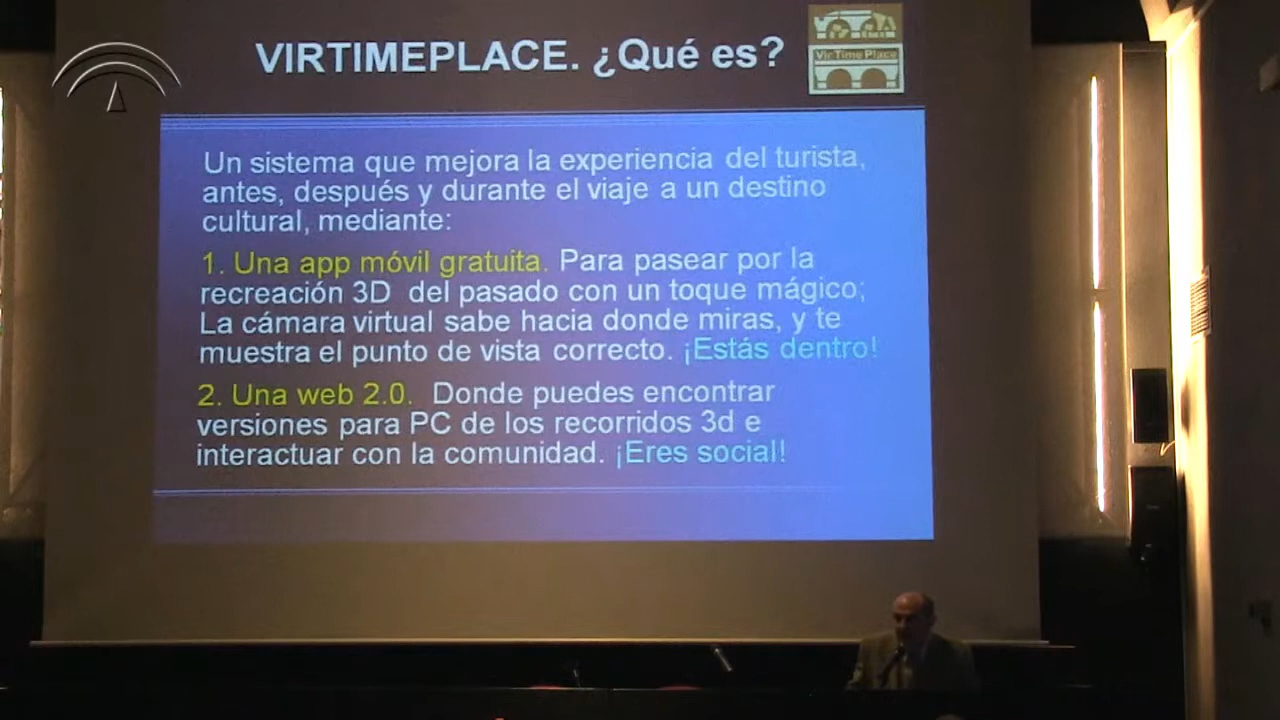 VIRTIMEPLACE. ¿Qué es?
VirTime Place
Un sistema que mejora la experiencia del turista,
antes, después y durante el viaje a un destino
cultural, mediante:
1. Una app móvil gratuita. Para pasear por la
recreación 3D del pasado con un toque mágico;
La cámara virtual sabe hacia donde miras, y te
muestra el punto de vista correcto. ¡Estás dentro!
2. Una web 2.0. Donde puedes encontrar
versiones para PC de los recorridos 3d e
interactuar con la comunidad. ¡Eres social!